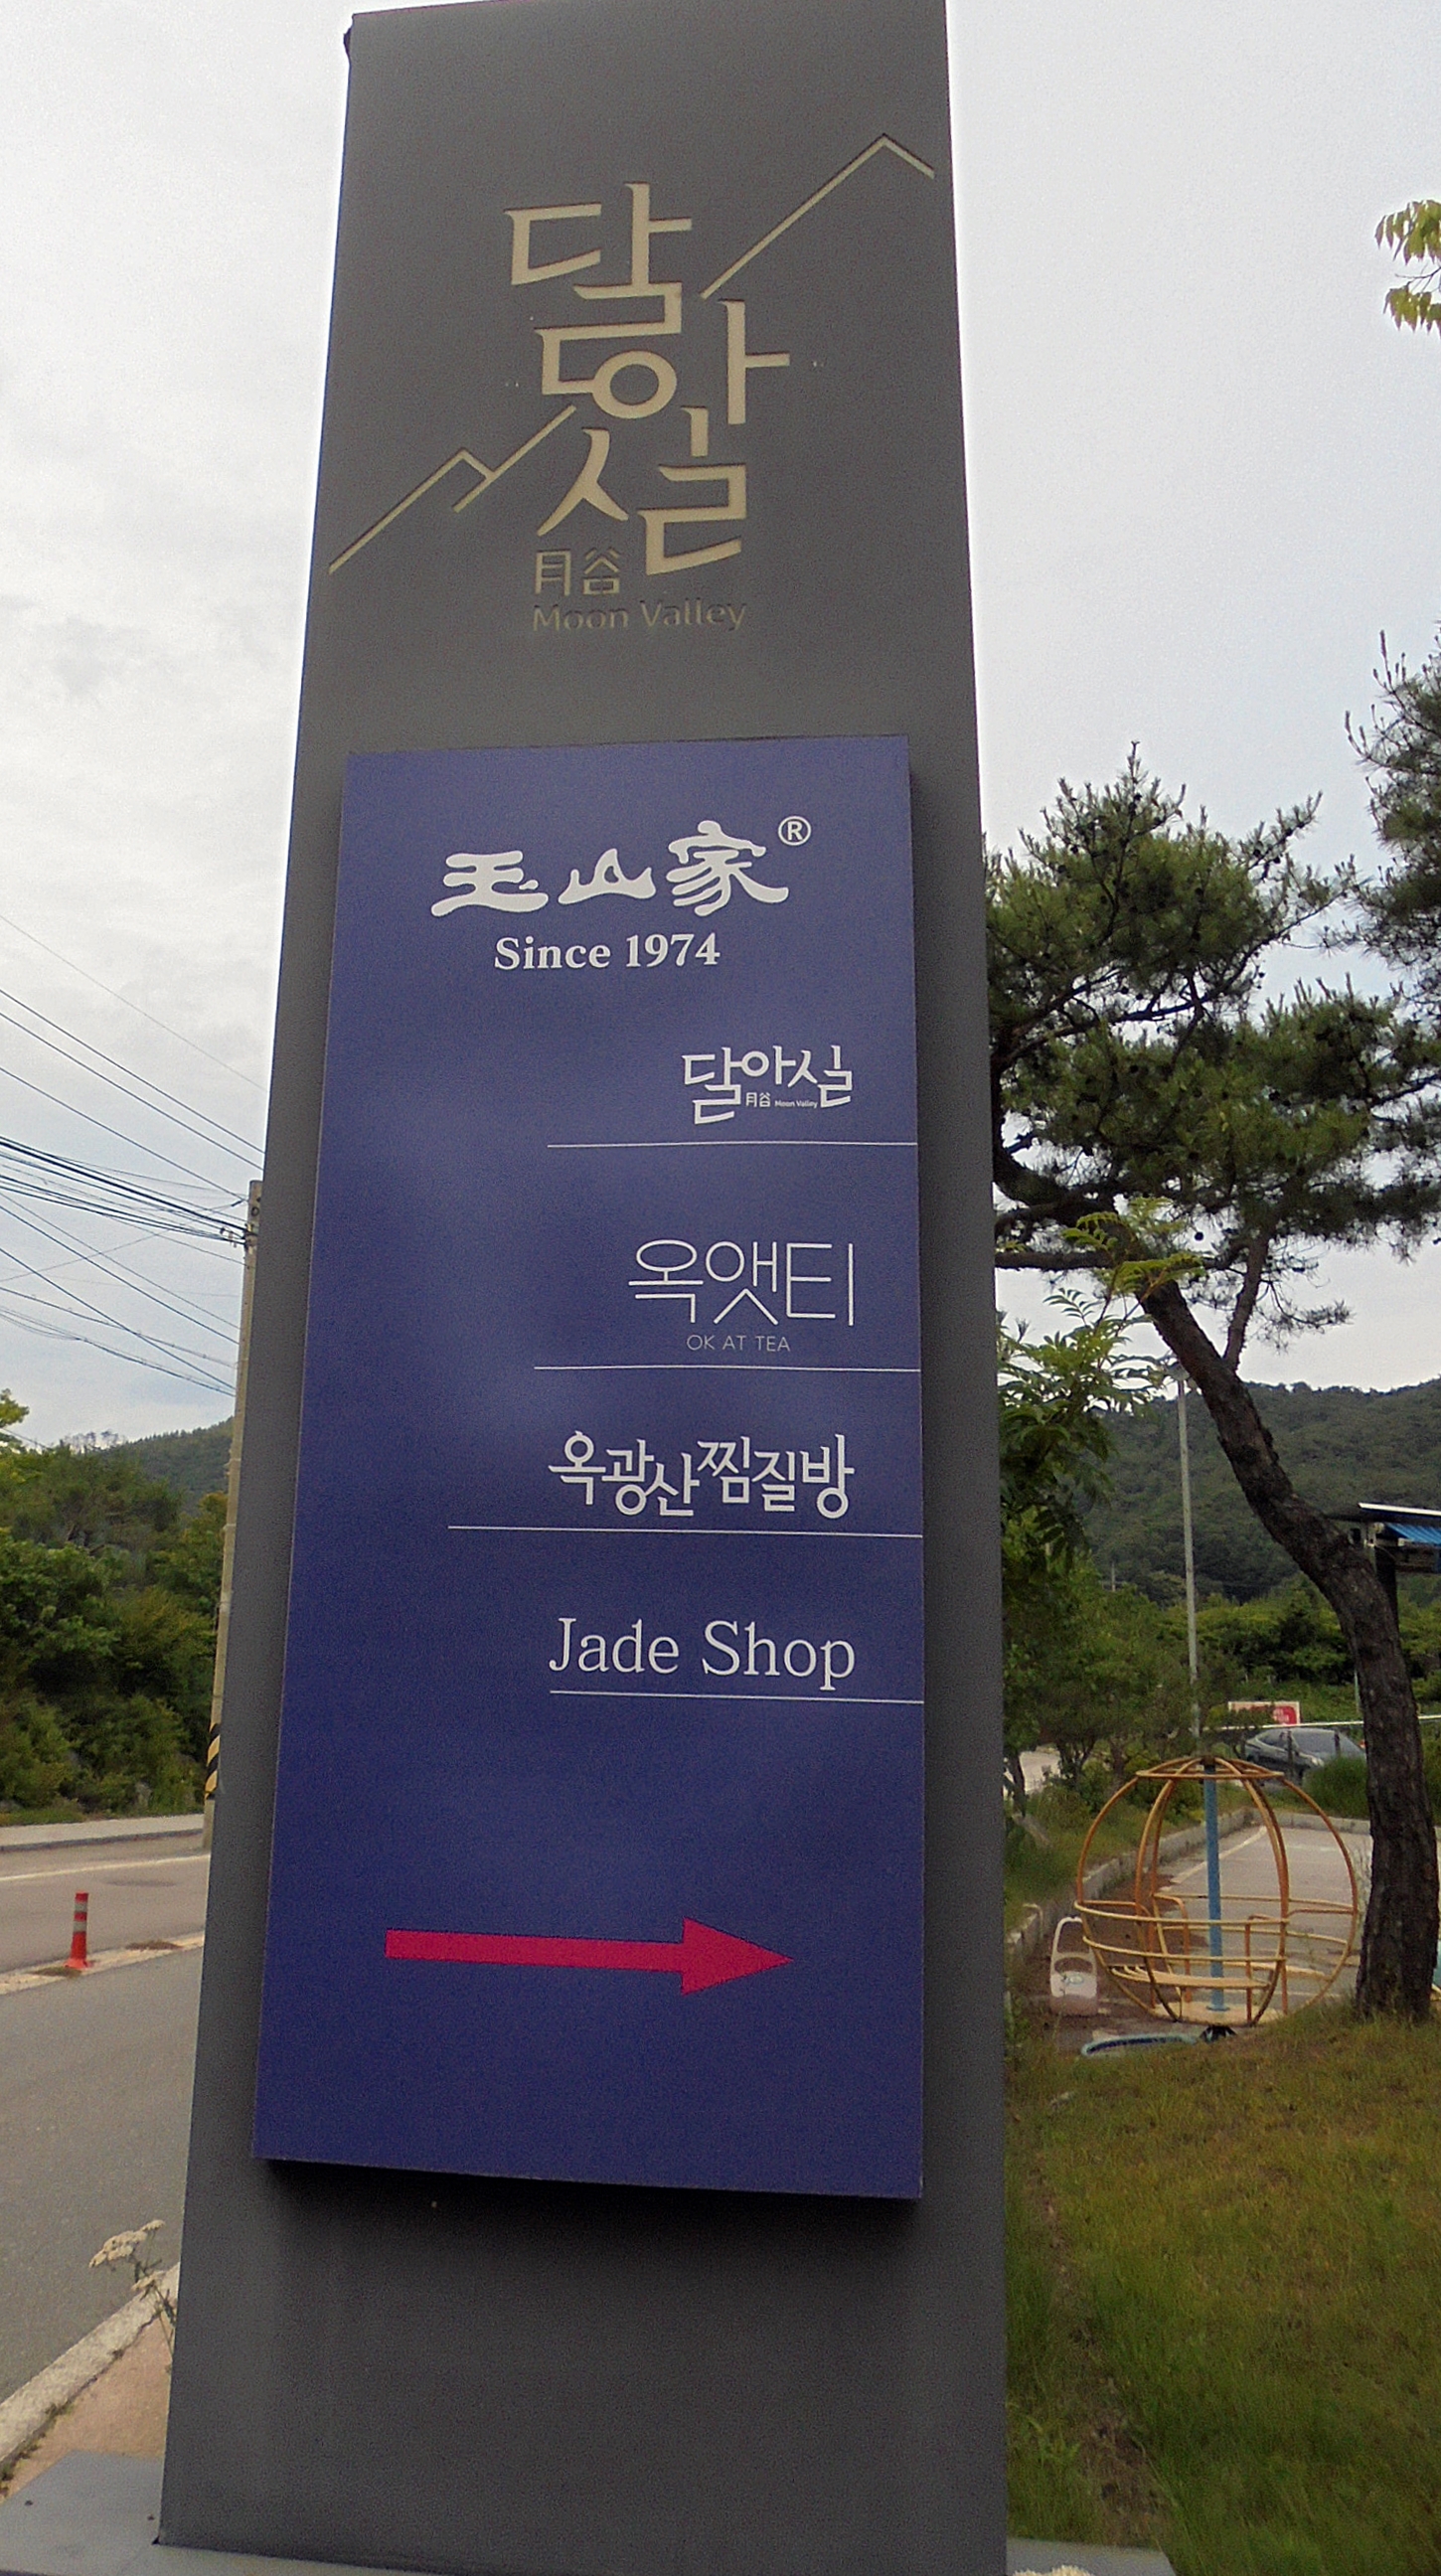 달아실
月谷
Moon Valley
玉山家®
Since 1974
달아실
月谷 Moon Valley
옥앳티
OK AT TEA
옥광산찜질방
Jade Shop